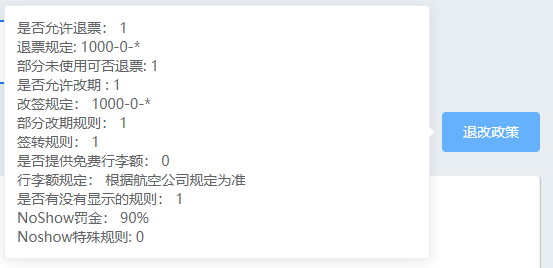 是否允许退票： 1
退票规定: 1000-0-*
部分未使用可否退票: 1
是否允许改期 : 1
改签规定： 1000-0-*
部分改期规则： 1
签转规则： 1
是否提供免费行李额： 0
行李额规定： 根据航空公司规定为准
是否有没有显示的规则： 1
NoShow罚金： 90%
Noshow特殊规则: 0
退改政策